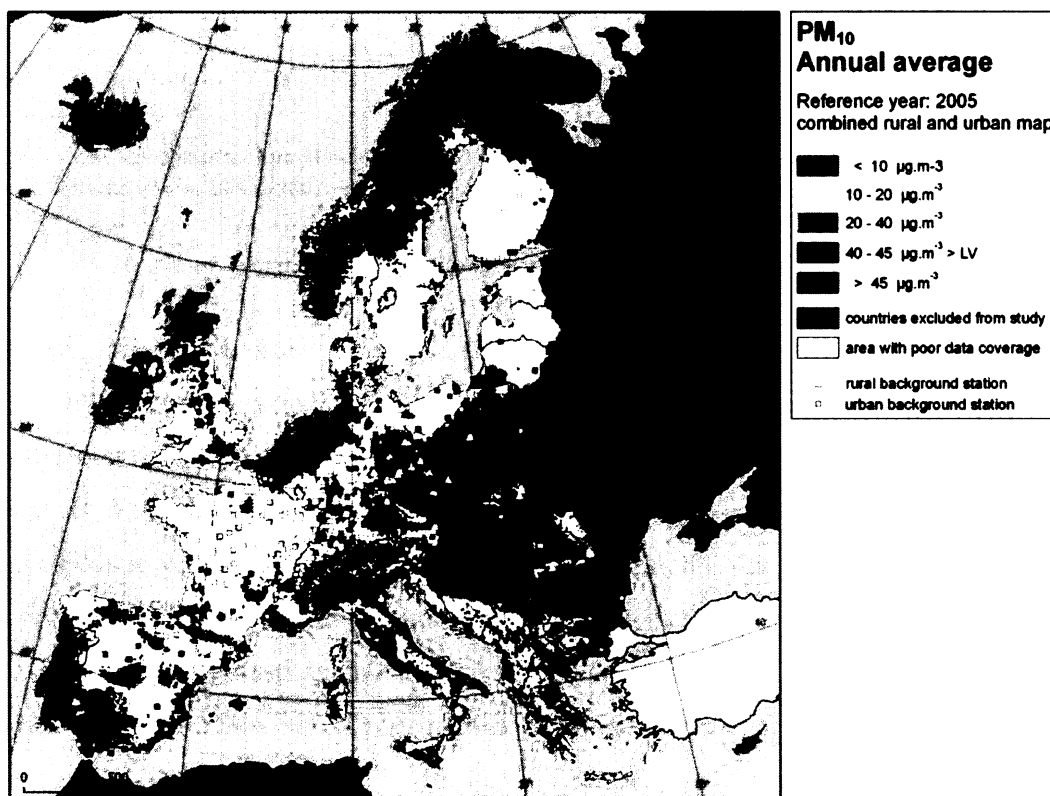 PM₁₀
Annual average
Reference year: 2005
combined rural and urban map
< 10 µg.m-3
10 - 20 µg.m⁻³
20 - 40 µg.m⁻³
40 - 45 µg.m⁻³ > LV
> 45 µg.m⁻³
countries excluded from study
area with poor data coverage
rural background station
urban background station
0